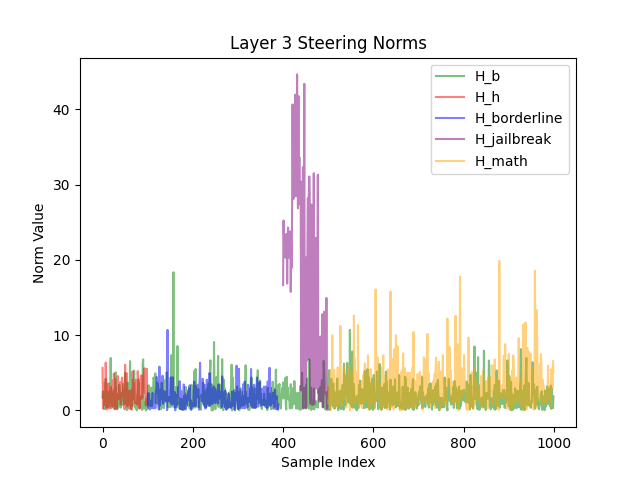 Layer 3 Steering Norms
Norm Value
40
30
20
10
0
H_b
H_h
H_borderline
H_jailbreak
H_math
0 200 400 600 800 1000
Sample Index